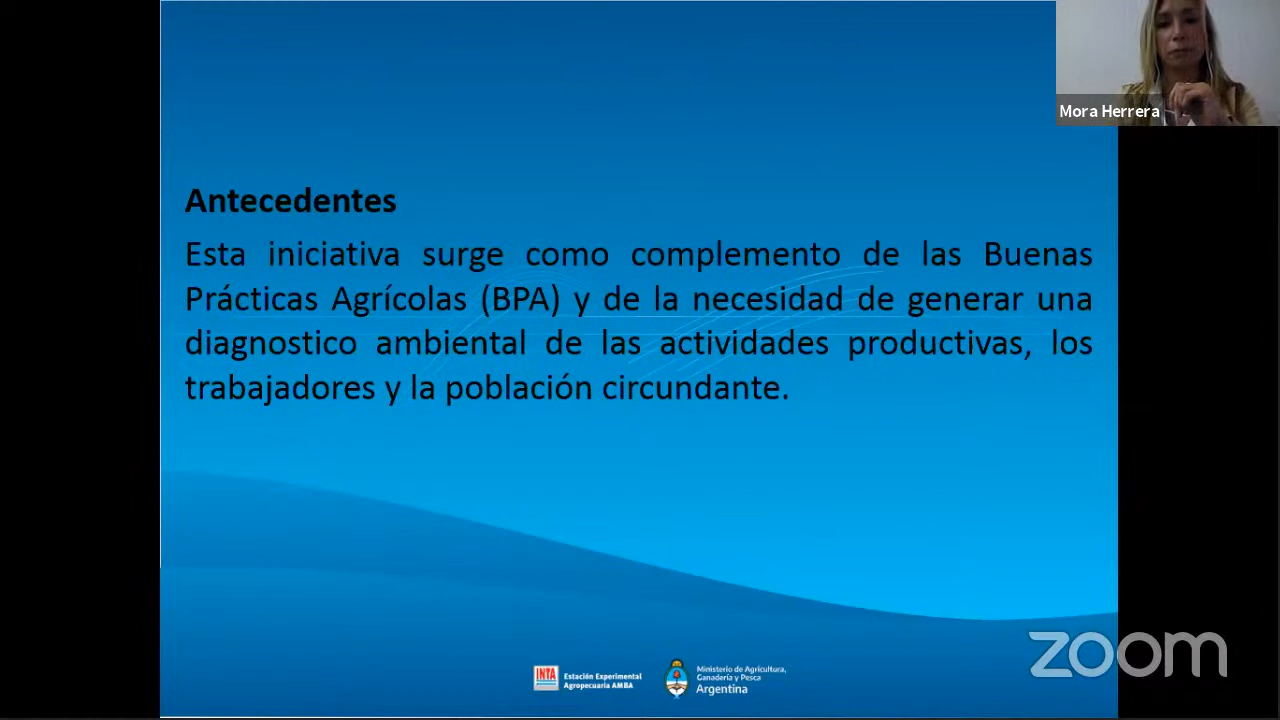 Mora Herrera
Antecedentes
Esta iniciativa surge como complemento de las Buenas
Prácticas Agrícolas (BPA) y de la necesidad de generar una
diagnostico ambiental de las actividades productivas, los
trabajadores y la población circundante.
zoom
INTA
Estación Experimental
Agropecuaria AMBA
Ministerio de Agricultura,
Ganadería y Pesca
Argentina